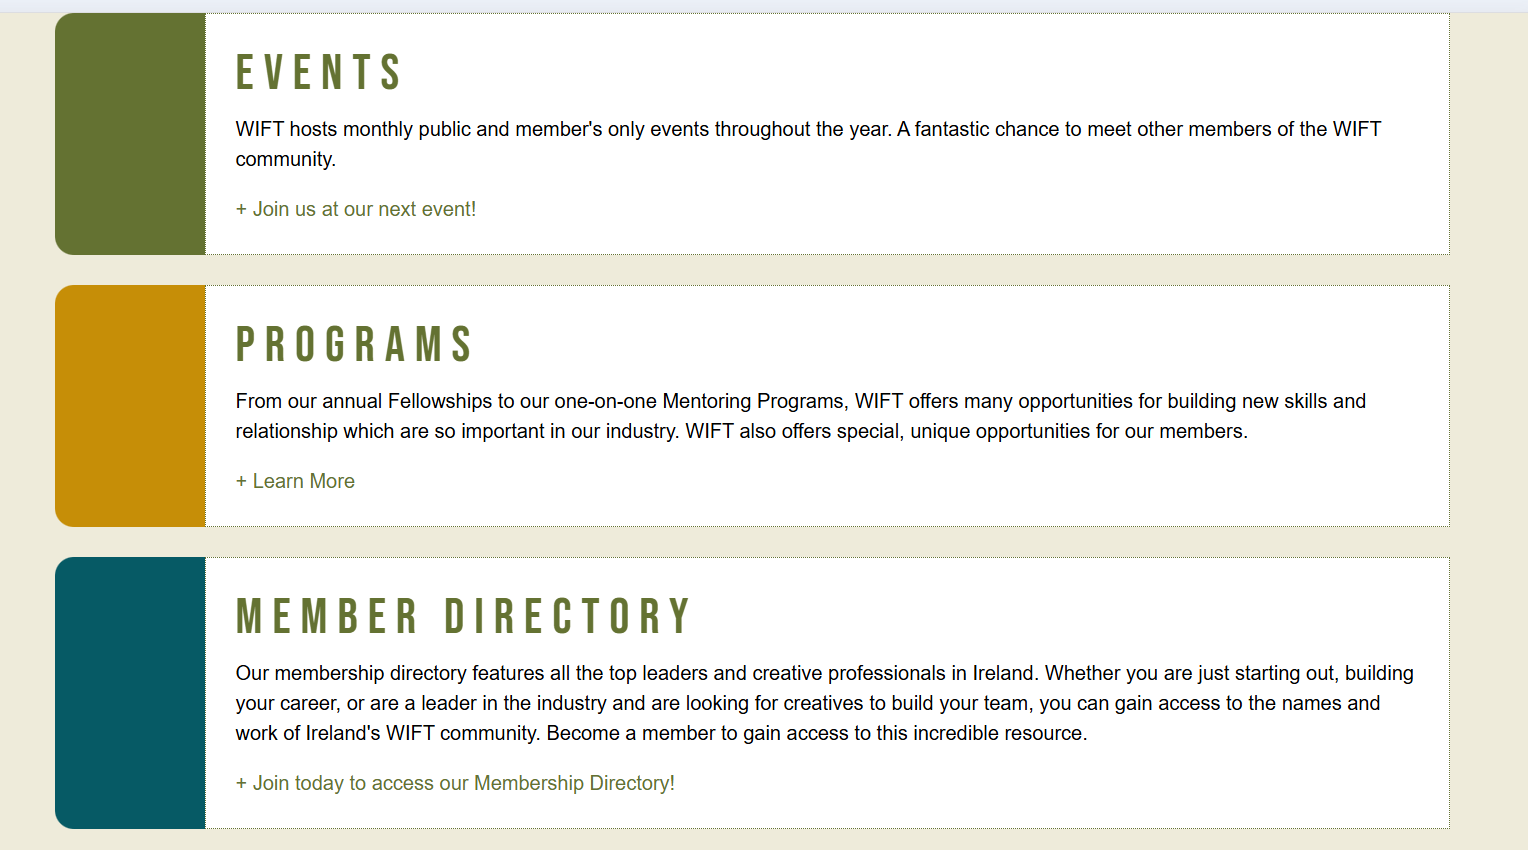 EVENTS
WIFT hosts monthly public and member's only events throughout the year. A fantastic chance to meet other members of the WIFT
community.
+ Join us at our next event!
PROGRAMS
From our annual Fellowships to our one-on-one Mentoring Programs, WIFT offers many opportunities for building new skills and
relationship which are so important in our industry. WIFT also offers special, unique opportunities for our members.
+ Learn More
MEMBER DIRECTORY
Our membership directory features all the top leaders and creative professionals in Ireland. Whether you are just starting out, building
your career, or are a leader in the industry and are looking for creatives to build your team, you can gain access to the names and
work of Ireland's WIFT community. Become a member to gain access to this incredible resource.
+ Join today to access our Membership Directory!